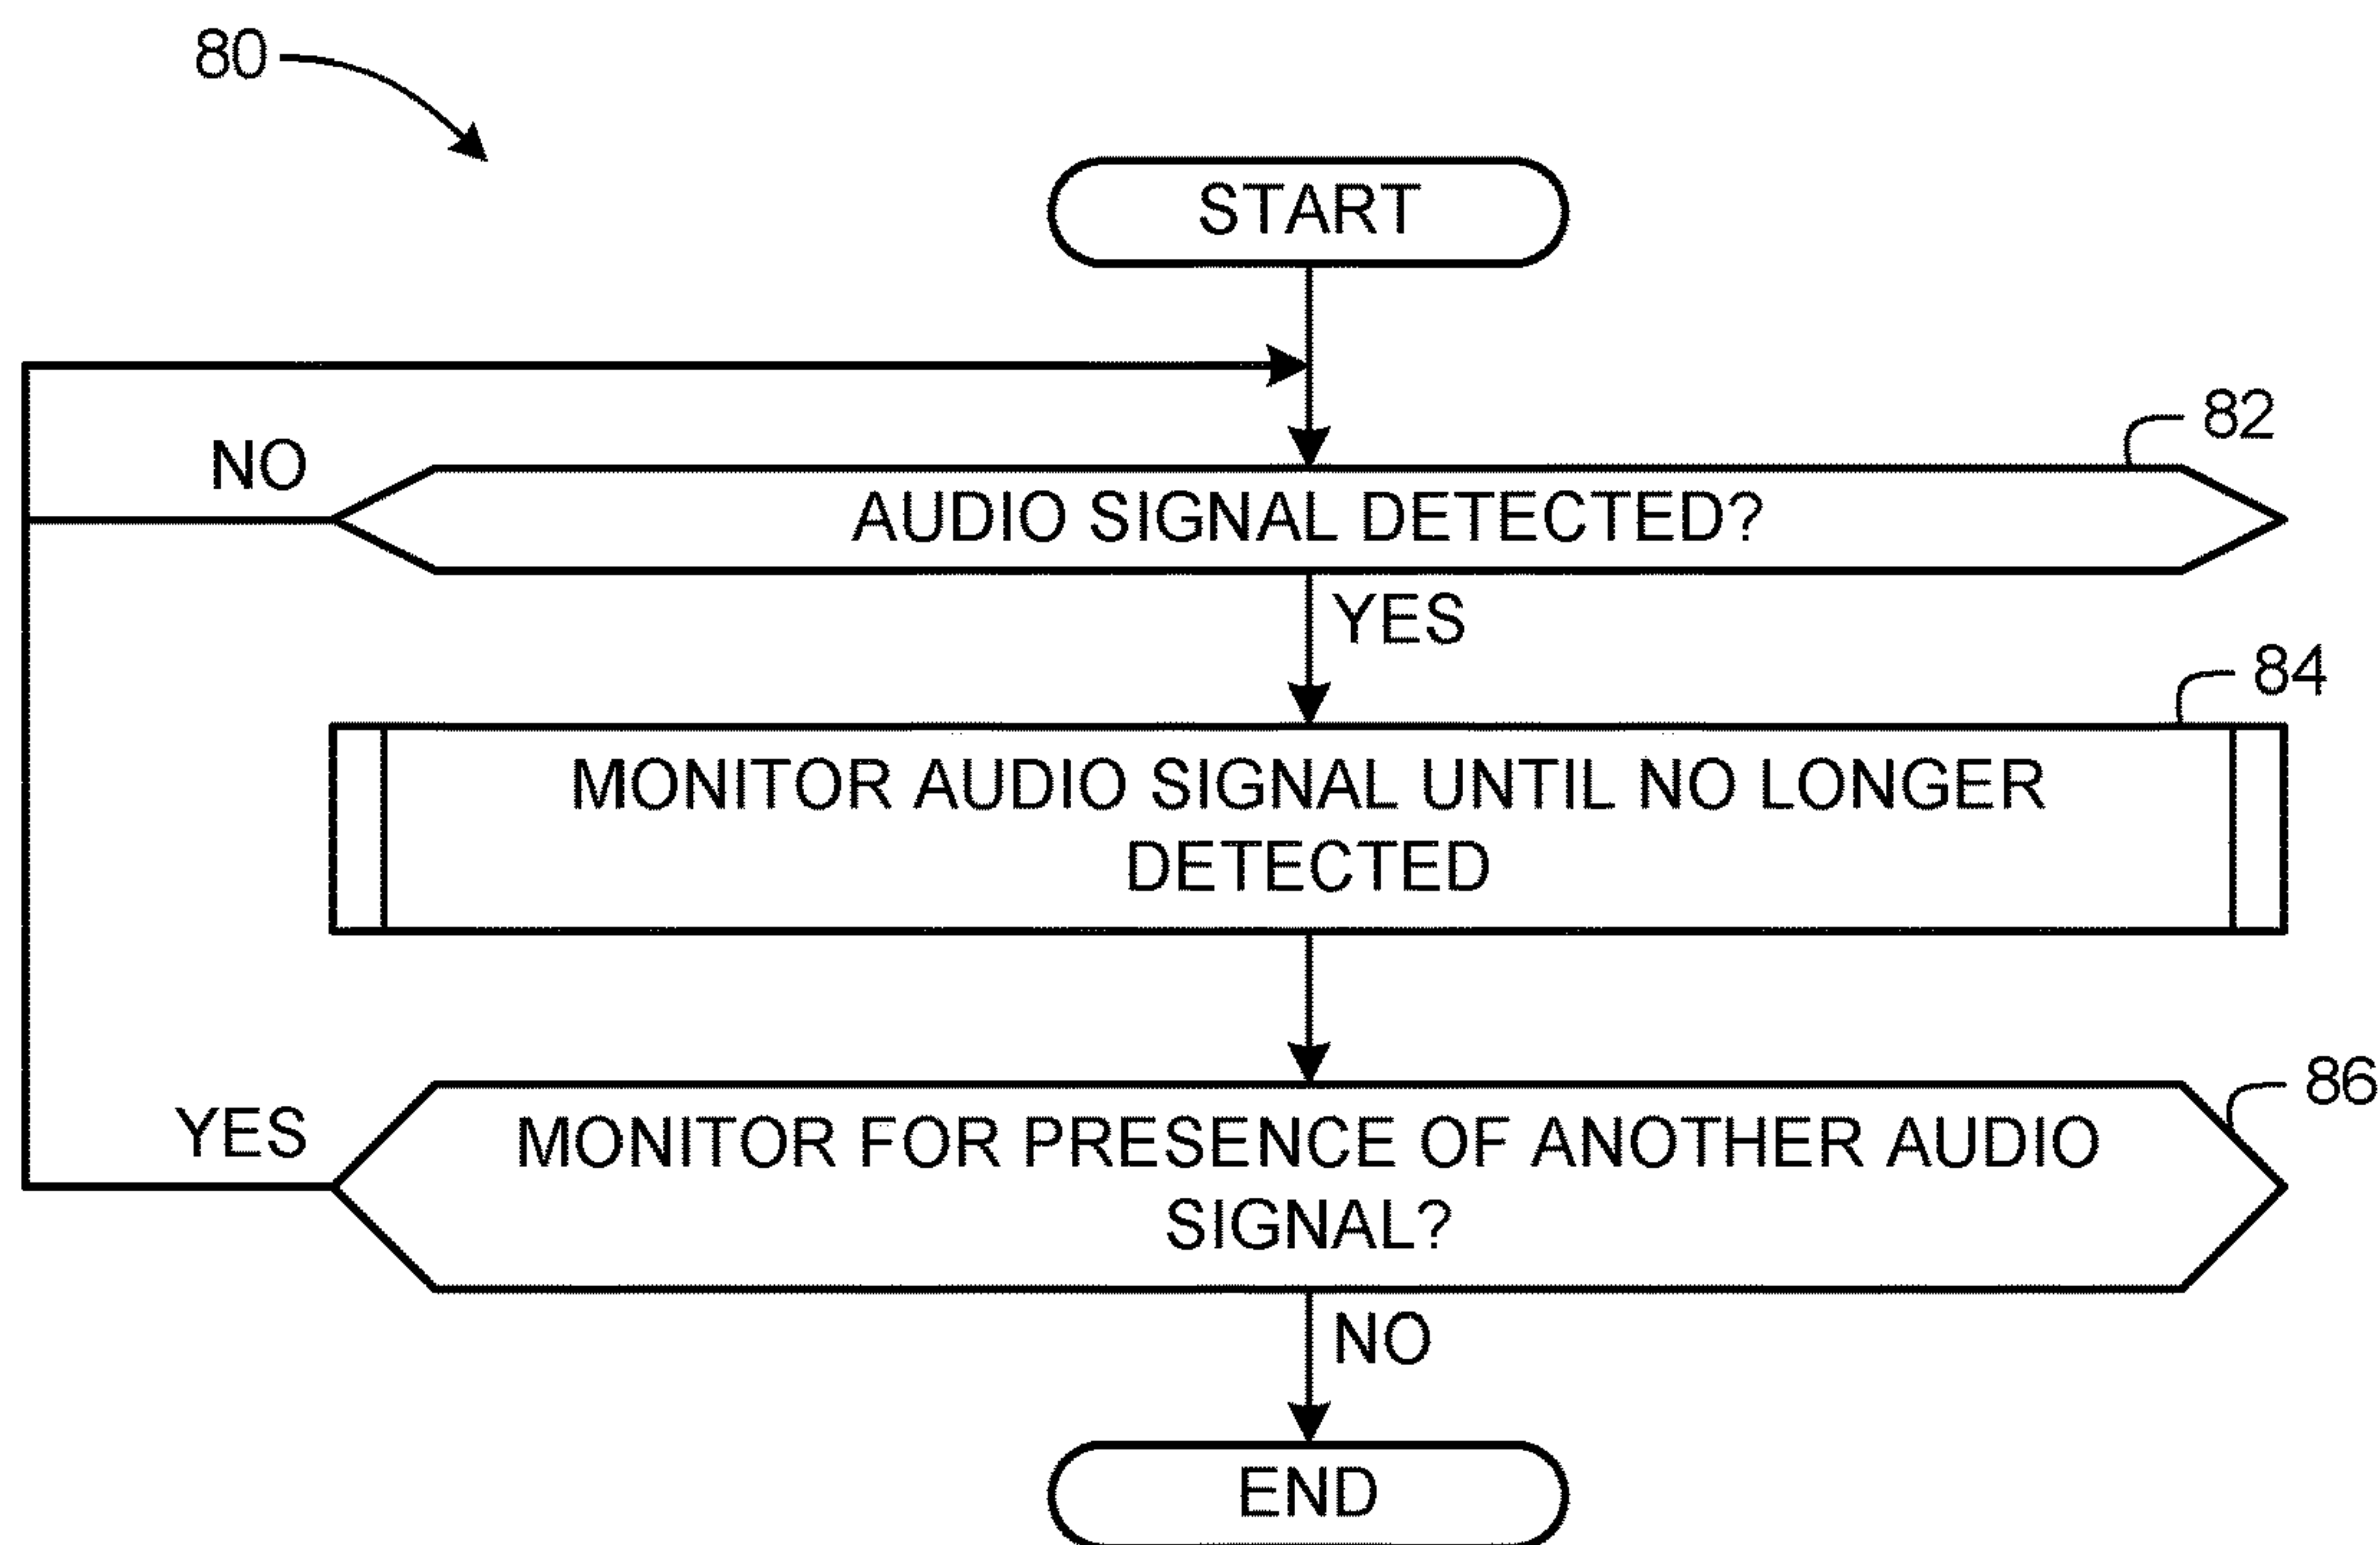 80
START
82
NO
AUDIO SIGNAL DETECTED?
YES
84
MONITOR AUDIO SIGNAL UNTIL NO LONGER
DETECTED
86
YES
MONITOR FOR PRESENCE OF ANOTHER AUDIO
SIGNAL?
NO
END